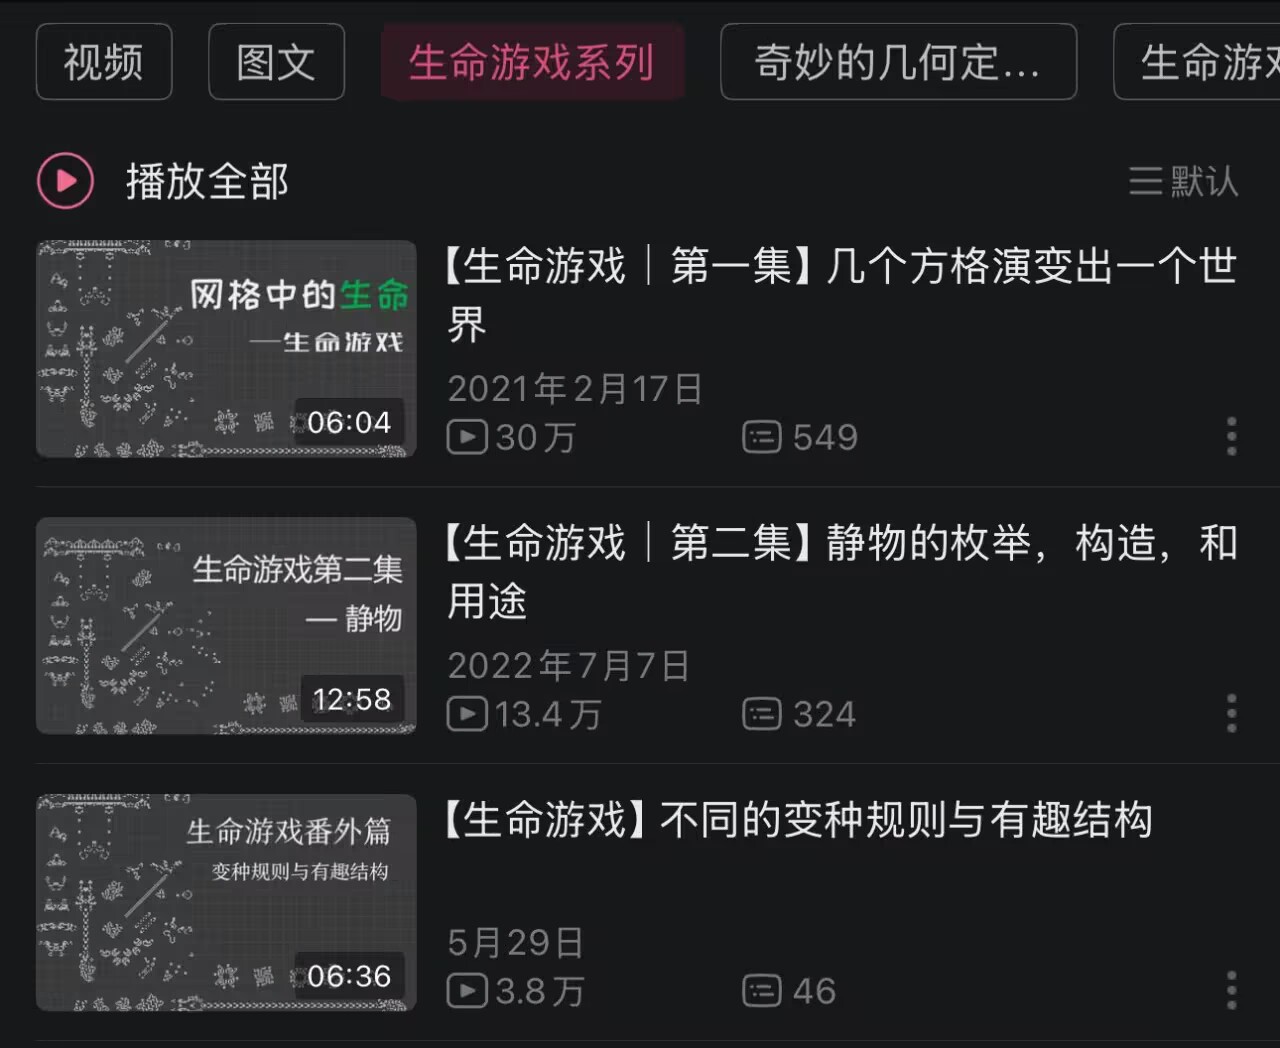 视频
图文
生命游戏系列
奇妙的几何定...
生命游戏
播放全部
默认
网格中的生命
—生命游戏
06:04
【生命游戏｜第一集】几个方格演变出一个世
界
2021年2月17日
30万
549
生命游戏第二集
— 静物
12:58
【生命游戏｜第二集】静物的枚举，构造，和
用途
2022年7月7日
13.4万
324
生命游戏番外篇
变种规则与有趣结构
06:36
【生命游戏】不同的变种规则与有趣结构
5月29日
3.8万
46